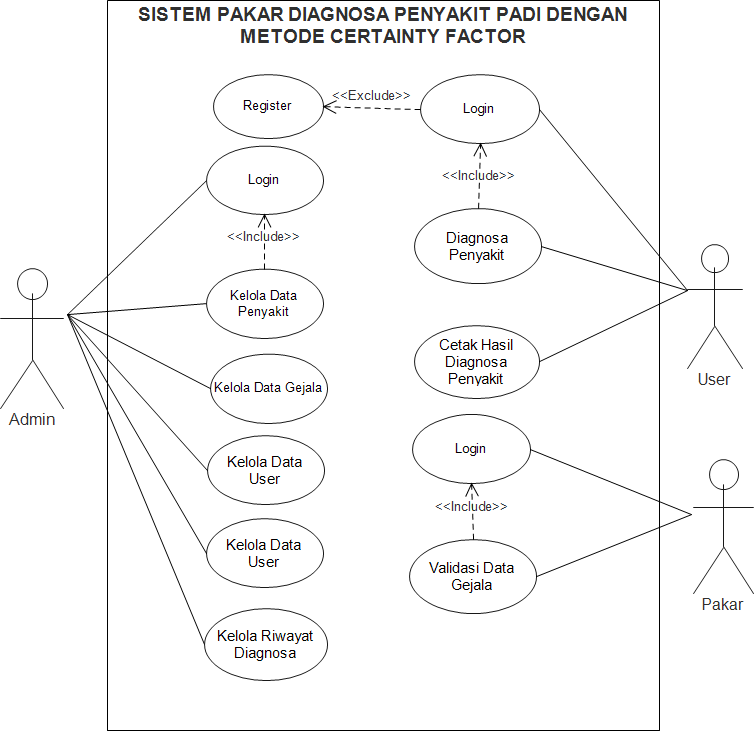 SISTEM PAKAR DIAGNOSA PENYAKIT PADI DENGAN
METODE CERTAINTY FACTOR
Register
<<Exclude>>
Login
Login
<<Include>>
<<Include>>
Diagnosa
Penyakit
Kelola Data
Penyakit
Cetak Hasil
Diagnosa
Penyakit
User
Kelola Data Gejala
Admin
Login
Kelola Data
User
<<Include>>
Kelola Data
User
Validasi Data
Gejala
Pakar
Kelola Riwayat
Diagnosa